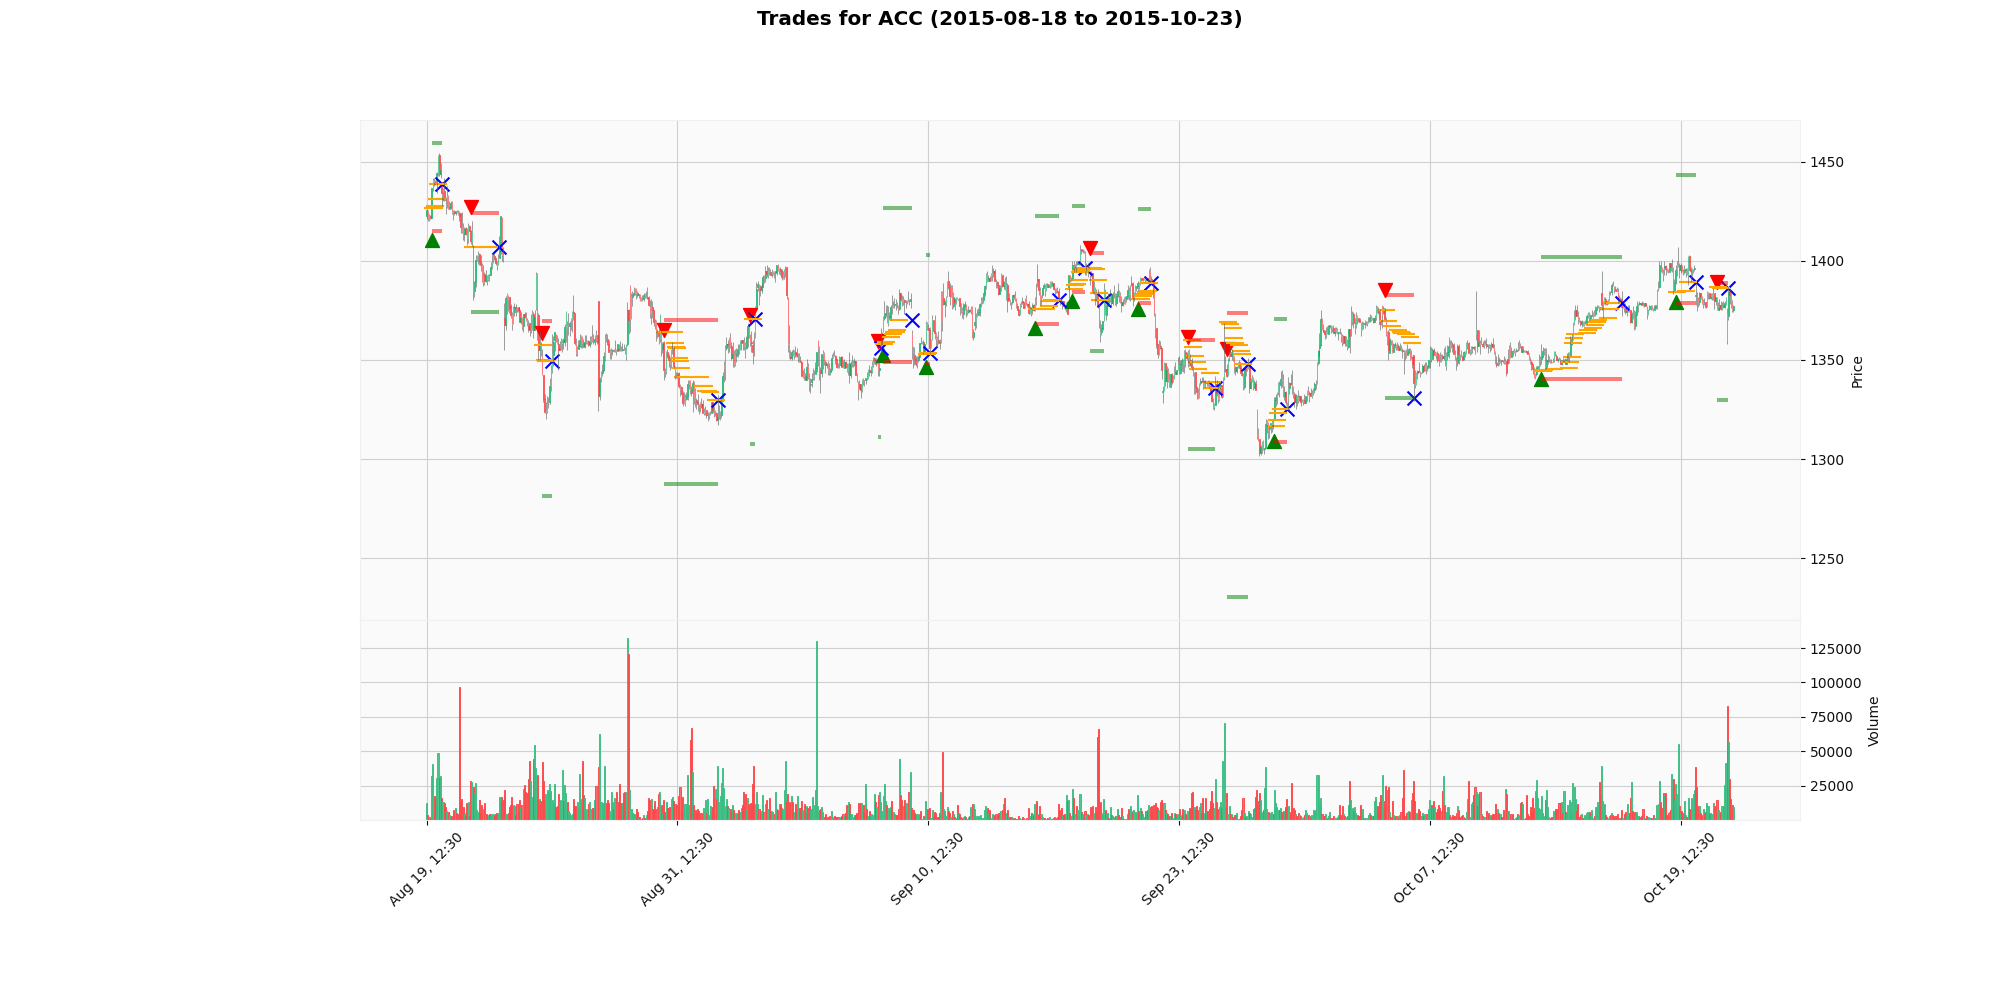 Trades for ACC (2015-08-18 to 2015-10-23)
1450
1400
1350
1300
1250
Price
125000
100000
75000
50000
25000
Volume
Aug 19, 12:30
Aug 31, 12:30
Sep 10, 12:30
Sep 23, 12:30
Oct 07, 12:30
Oct 19, 12:30